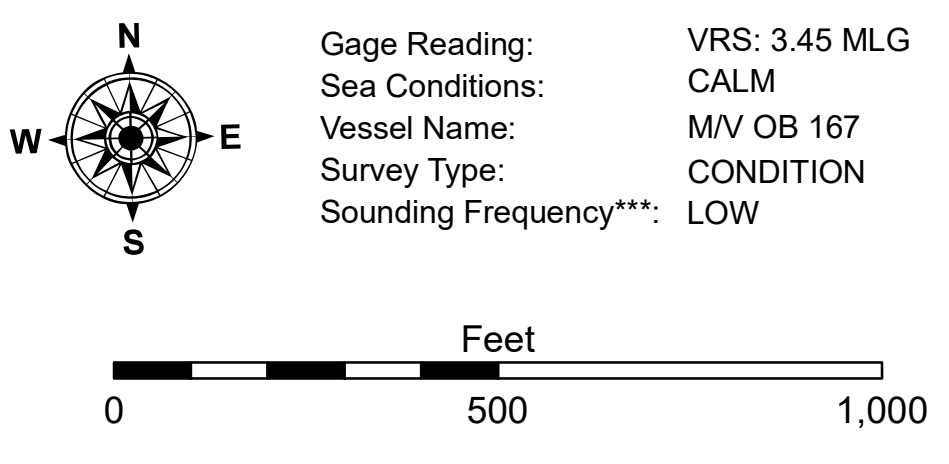 N
W E
S
Gage Reading: VRS: 3.45 MLG
Sea Conditions: CALM
Vessel Name: M/V OB 167
Survey Type: CONDITION
Sounding Frequency***: LOW
Feet
0 500 1,000